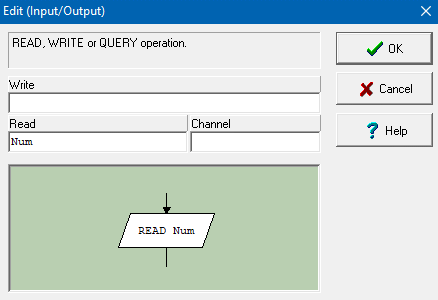 Edit (Input/Output)
READ, WRITE or QUERY operation.
OK
Write
Cancel
Read
Channel
Num
Help
READ Num